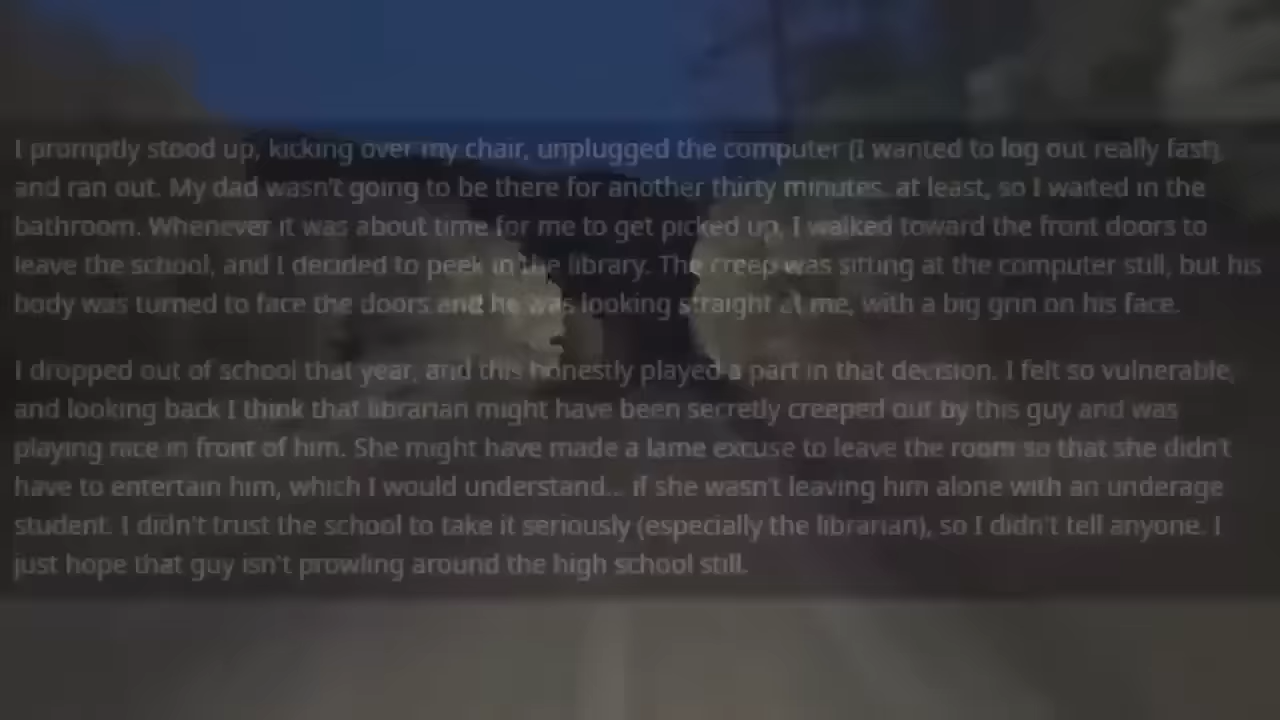 I promptly stood up, kicking over my chair, unplugged the computer (I wanted to log out really fast),
and ran out. My dad wasn't going to be there for another thirty minutes. at least, so I waited in the
bathroom. Whenever it was about time for me to get picked up, I walked toward the front doors to
leave the school, and I decided to peek in the library. The creep was sitting at the computer still, but his
body was turned to face the doors and he was looking straight at me, with a big grin on his face.
I dropped out of school that year, and this honestly played a part in that decision. I felt so vulnerable,
and looking back I think that librarian might have been secretly creeped out by this guy and was
playing nice in front of him. She might have made a lame excuse to leave the room so that she didn't
have to entertain him, which I would understand... if she wasn't leaving him alone with an underage
student. I didn't trust the school to take it seriously (especially the librarian), so I didn't tell anyone. I
just hope that guy isn't prowling around the high school still.